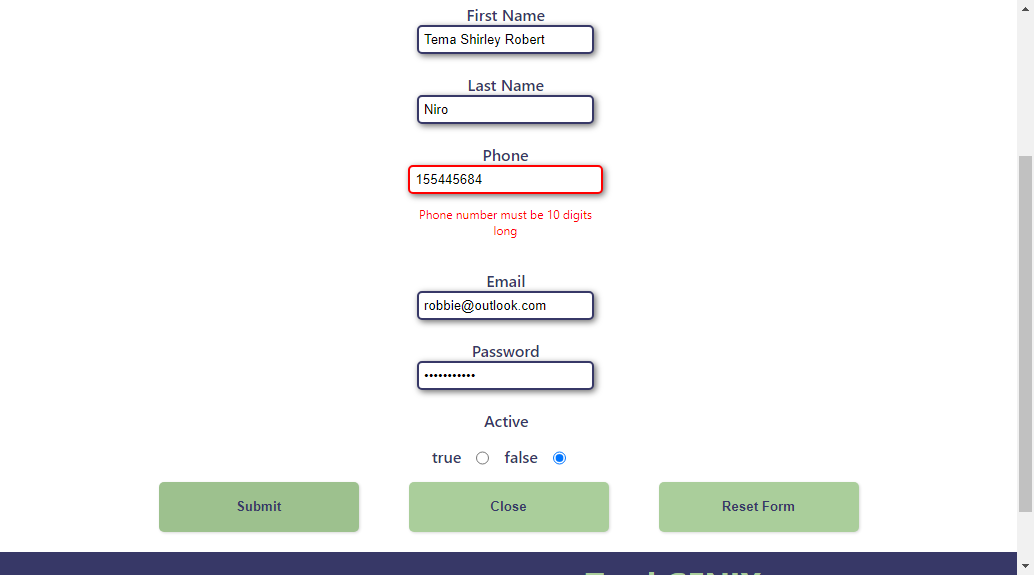 First Name
Tema Shirley Robert
Last Name
Niro
Phone
155445684
Phone number must be 10 digits
long
Email
robbie@outlook.com
Password
•••••••••••
Active
true false
Submit Close Reset Form